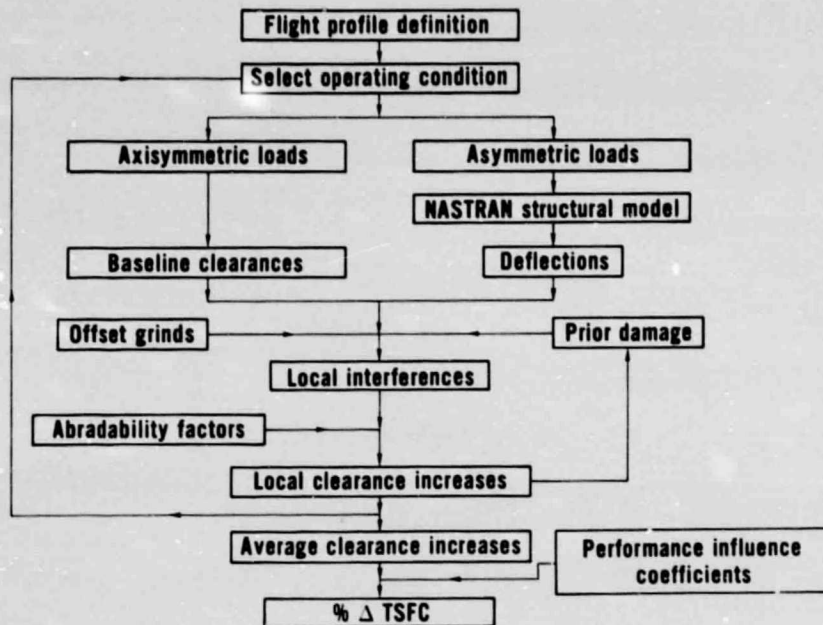 Flight profile definition
Select operating condition
Axisymmetric loads
Asymmetric loads
NASTRAN structural model
Baseline clearances
Deflections
Offset grinds
Prior damage
Local interferences
Abradability factors
Local clearance increases
Average clearance increases
Performance influence
coefficients
% Δ TSFC